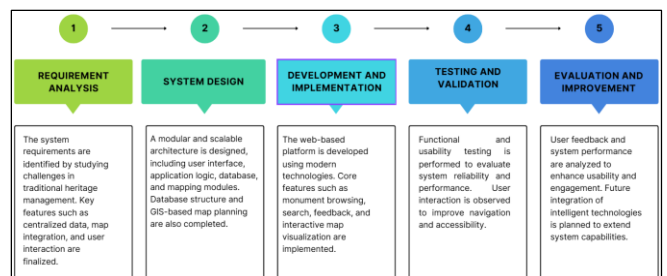 1
2
3
4
5
REQUIREMENT
ANALYSIS
SYSTEM DESIGN
DEVELOPMENT AND
IMPLEMENTATION
TESTING AND
VALIDATION
EVALUATION AND
IMPROVEMENT
The system
requirements are
identified by studying
challenges in
traditional heritage
management. Key
features such as
centralized data, map
integration, and user
interaction are
finalized.
A modular and scalable
architecture is designed,
including user interface,
application logic, database,
and mapping modules.
Database structure and
GIS-based map planning
are also completed.
The web-based
platform is developed
using modern
technologies. Core
features such as
monument browsing,
search, feedback, and
interactive map
visualization are
implemented.
Functional and
usability testing is
performed to evaluate
system reliability and
performance. User
interaction is observed
to improve navigation
and accessibility.
User feedback and
system performance
are analyzed to
enhance usability and
engagement. Future
integration of
intelligent technologies
is planned to extend
system capabilities.